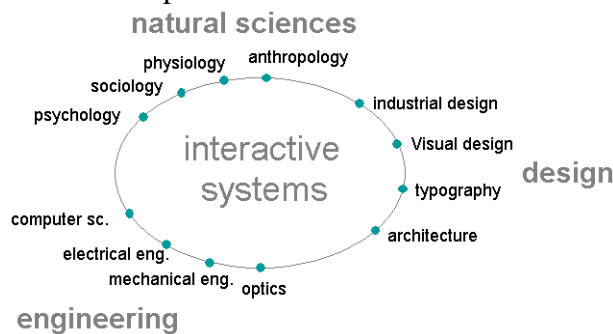 natural sciences
physiology
anthropology
sociology
psychology
industrial design
Visual design
interactive
systems
design
typography
computer sc.
architecture
electrical eng.
mechanical eng.
optics
engineering